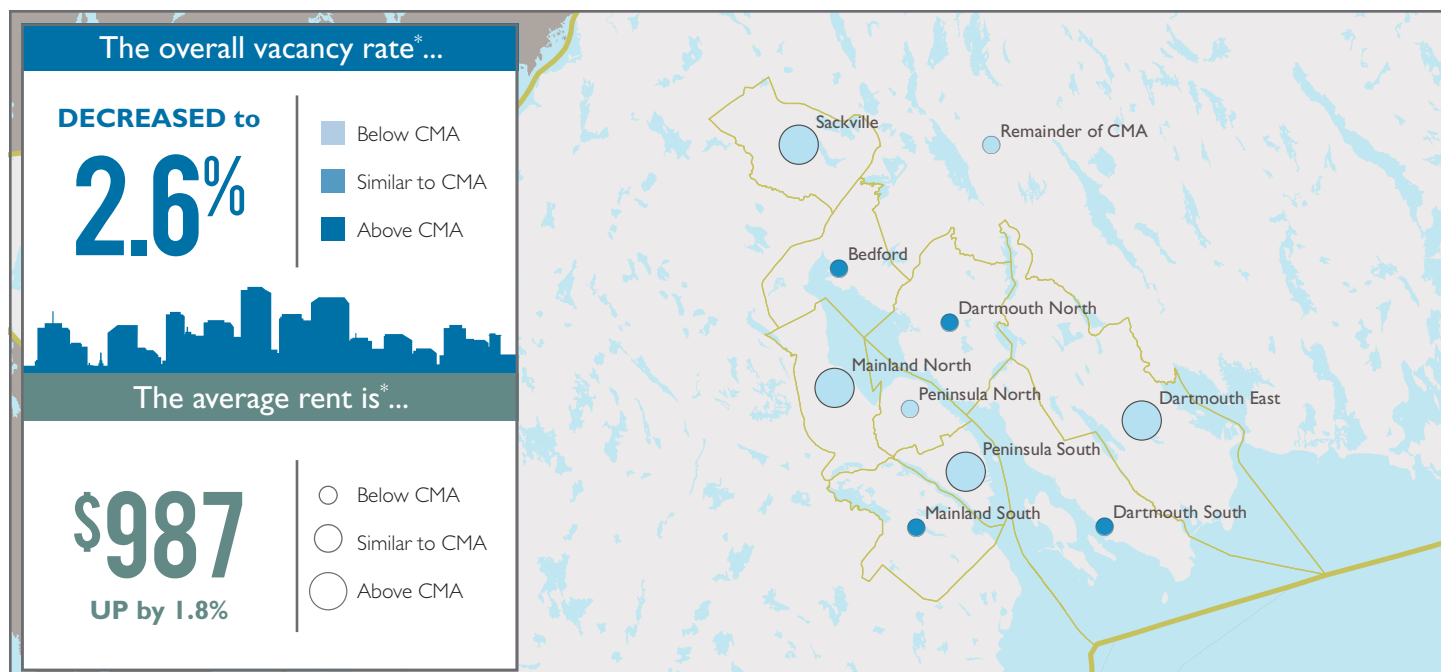 The overall vacancy rate*...
DECREASED to
2.6%
Below CMA
Similar to CMA
Above CMA
The average rent is*...
$987
UP by 1.8%
Below CMA
Similar to CMA
Above CMA
Sackville
Remainder of CMA
Bedford
Dartmouth North
Mainland North
Peninsula North
Dartmouth East
Peninsula South
Mainland South
Dartmouth South